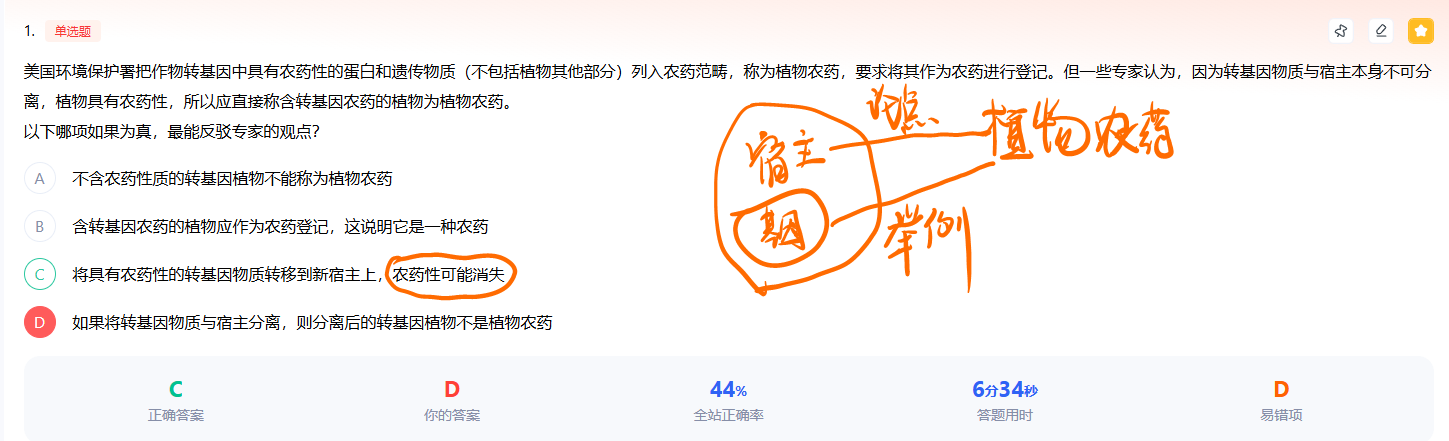 1. 单选题
美国环境保护署把作物转基因中具有农药性的蛋白和遗传物质（不包括植物其他部分）列入农药范畴，称为植物农药，要求将其作为农药进行登记。但一些专家认为，因为转基因物质与宿主本身不可分
离，植物具有农药性，所以应直接称含转基因农药的植物为植物农药。
以下哪项如果为真，最能反驳专家的观点？
论点
宿主
植物农药
基因
举例
A 不含农药性质的转基因植物不能称为植物农药
B 含转基因农药的植物应作为农药登记，这说明它是一种农药
C 将具有农药性的转基因物质转移到新宿主上，农药性可能消失
D 如果将转基因物质与宿主分离，则分离后的转基因植物不是植物农药
C D 44% 6分34秒 D
正确答案 你的答案 全站正确率 答题用时 易错项